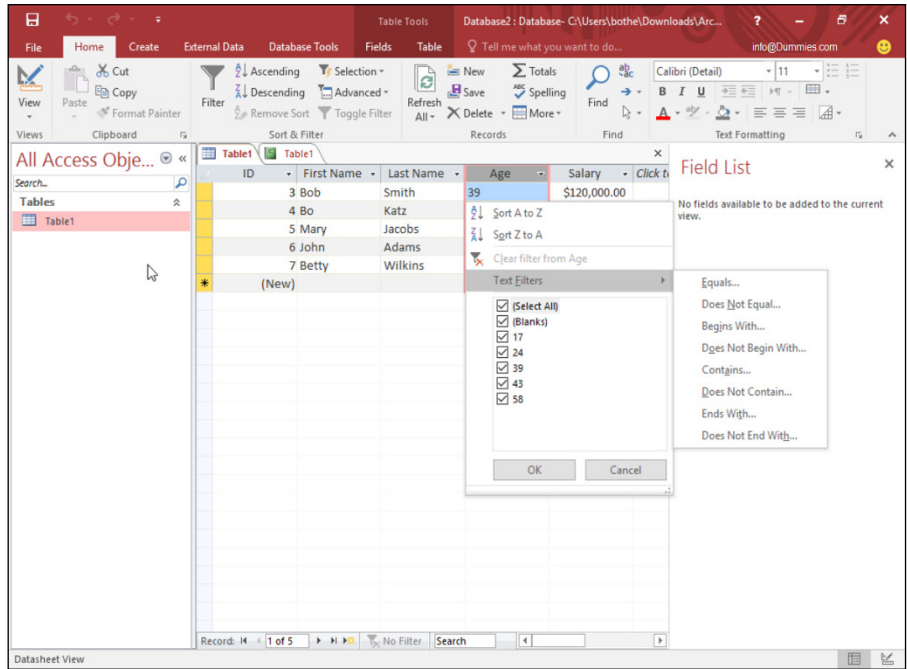 Table Tools Database2 : Database- C:\Users\bothe\Downloads\Arc... ?
File Home Create External Data Database Tools Fields Table Tell me what you want to do... info@Dummies.com
View
Views
Paste
Cut
Copy
Format Painter
Clipboard
Filter
Ascending
Descending
Remove Sort
Selection
Advanced
Toggle Filter
Sort & Filter
Refresh
All
New
Save
Delete
Totals
Spelling
More
Records
Find
Find
Calibri (Detail) 11
B I U
A
Text Formatting
All Access Obje...
Search...
Tables
Table1
Table1 Table1
ID First Name Last Name Age Salary Click t
3 Bob Smith 39 $120,000.00
4 Bo Katz
5 Mary Jacobs
6 John Adams
7 Betty Wilkins
(New)
Sort A to Z
Sort Z to A
Clear filter from Age
Text Filters
(Select All)
(Blanks)
17
24
39
43
58
OK Cancel
Equals...
Does Not Equal...
Begins With...
Does Not Begin With...
Contains...
Does Not Contain...
Ends With...
Does Not End With...
Field List
No fields available to be added to the current
view.
Record: 1 of 5 No Filter Search
Datasheet View